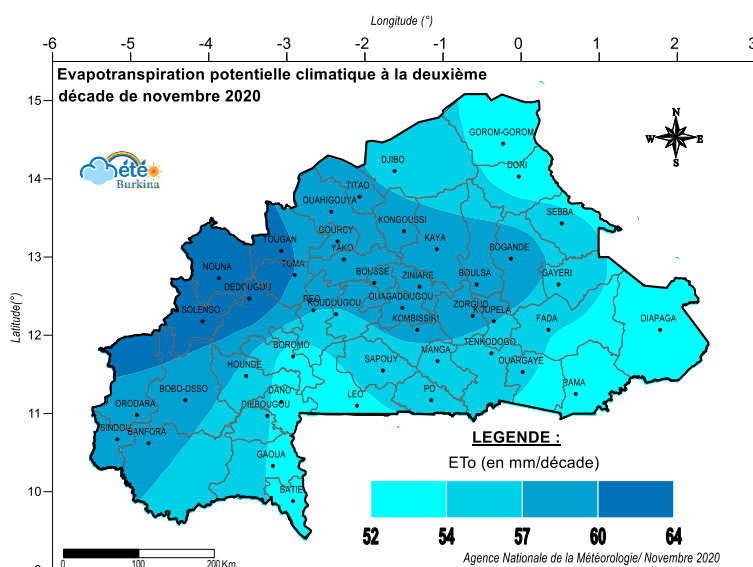 Longitude (°)
-6 -5 -4 -3 -2 -1 0 1 2 3
Evapotranspiration potentielle climatique à la deuxième
décade de novembre 2020
15
N
GOROM-GOROM
W E
S
DJIBO
DORI
été
Burkina
14
TITAO
OUAHIGOUYA
SEBBA
KONGOUSSI
GOURCY
KAYA
TOUGAN
YAKO
BOGANDE
13
NOUNA
TOMA
BOUSSE
ZINIARE
BOULSA
GAYERI
DEDOUGOU
REO
OUAGADOUGOU
KOUDOUGOU
ZORGHO
SOLENSO
KOMBISSIRI
KOUPELA
FADA
DIAPAGA
Latitude(°)
12
BOROMO
TENKODOGO
MANGA
HOUNDE
SAPOUY
OUARGAYE
BOBO-DSSO
DANO
LEO
PO
PAMA
ORODARA
DIEBOUGOU
11
SINDOU
BANFORA
LEGENDE :
GAOUA
ETo (en mm/décade)
10
BATIE
52 54 57 60 64
Agence Nationale de la Météorologie/ Novembre 2020
0 100 200 Km